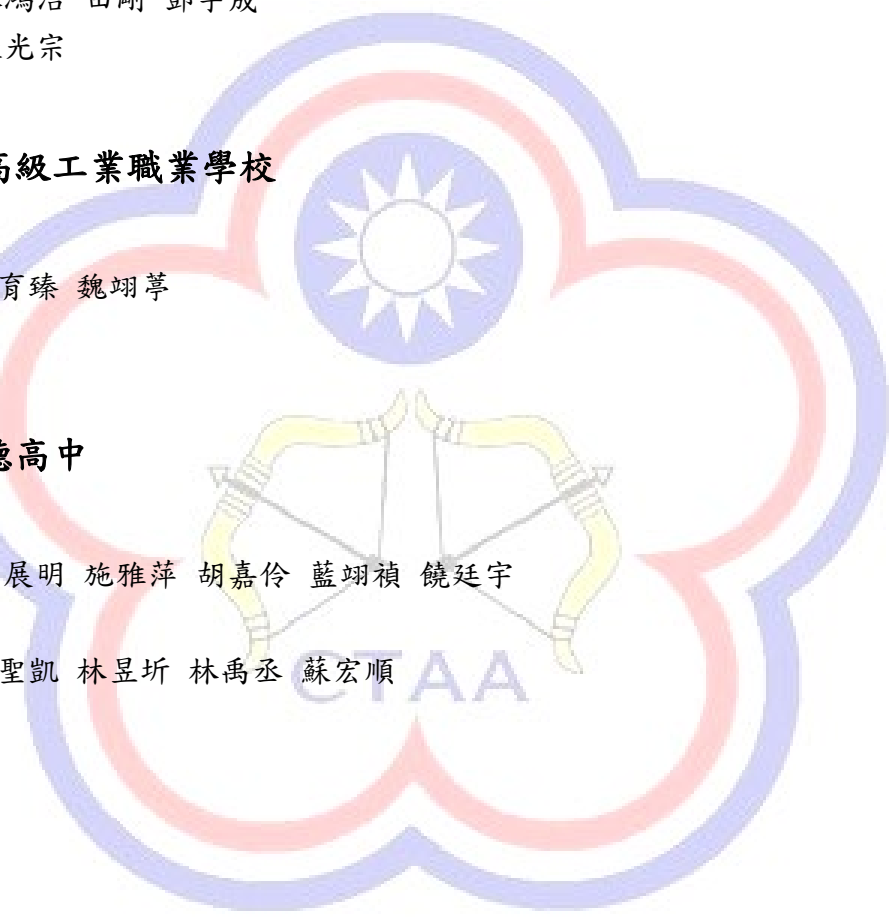 田剛 鄧宇成
光宗
高級工業職業學校
育臻 魏翊葶
德高中
展明 施雅萍 胡嘉伶 藍翊禎 饒廷宇
聖凱 林昱圻 林禹丞 蘇宏順
CTAA